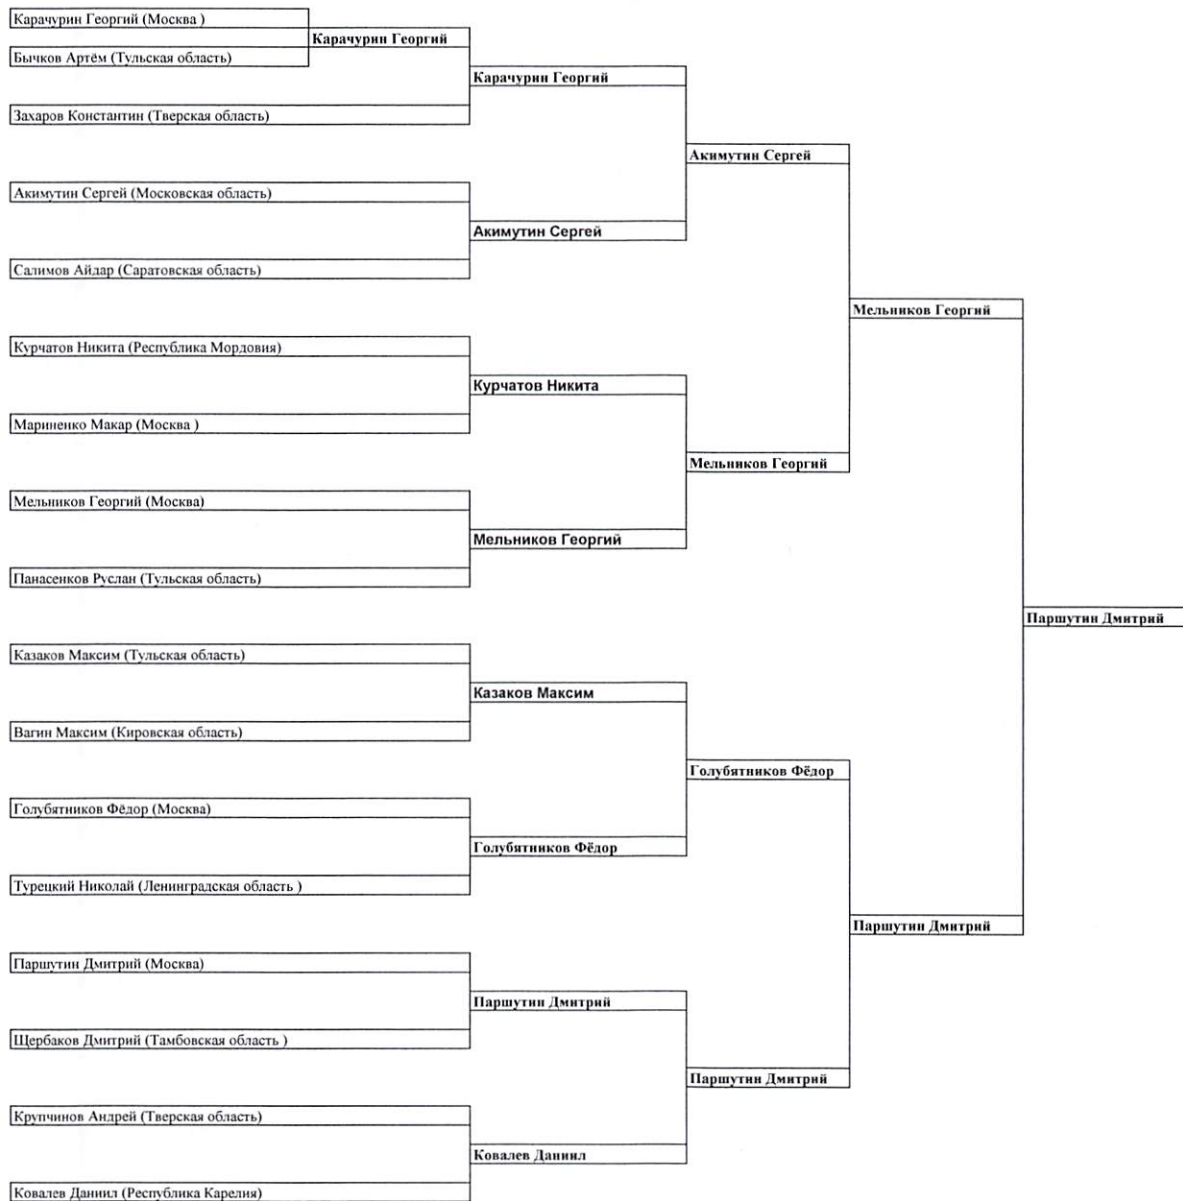 Карачурин Георгий (Москва )
Карачурин Георгий
Бычков Артём (Тульская область)
Карачурин Георгий
Захаров Константин (Тверская область)
Акимутин Сергей
Акимутин Сергей (Московская область)
Акимутин Сергей
Салимов Айдар (Саратовская область)
Мельников Георгий
Курчатов Никита (Республика Мордовия)
Курчатов Никита
Мариненко Макар (Москва )
Мельников Георгий
Мельников Георгий (Москва)
Мельников Георгий
Панасенков Руслан (Тульская область)
Паршутин Дмитрий
Казаков Максим (Тульская область)
Казаков Максим
Вагин Максим (Кировская область)
Голубятников Фёдор
Голубятников Фёдор (Москва)
Голубятников Фёдор
Турецкий Николай (Ленинградская область )
Паршутин Дмитрий
Паршутин Дмитрий (Москва)
Паршутин Дмитрий
Щербаков Дмитрий (Тамбовская область )
Паршутин Дмитрий
Крупчинов Андрей (Тверская область)
Ковалев Даниил
Ковалев Даниил (Республика Карелия)